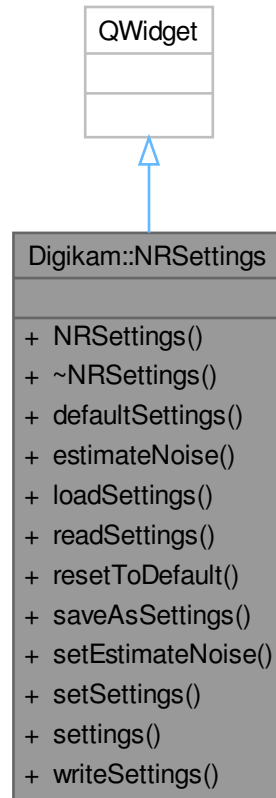 QWidget
Digikam::NRSettings
+ NRSettings()
+ ~NRSettings()
+ defaultSettings()
+ estimateNoise()
+ loadSettings()
+ readSettings()
+ resetToDefault()
+ saveAsSettings()
+ setEstimateNoise()
+ setSettings()
+ settings()
+ writeSettings()